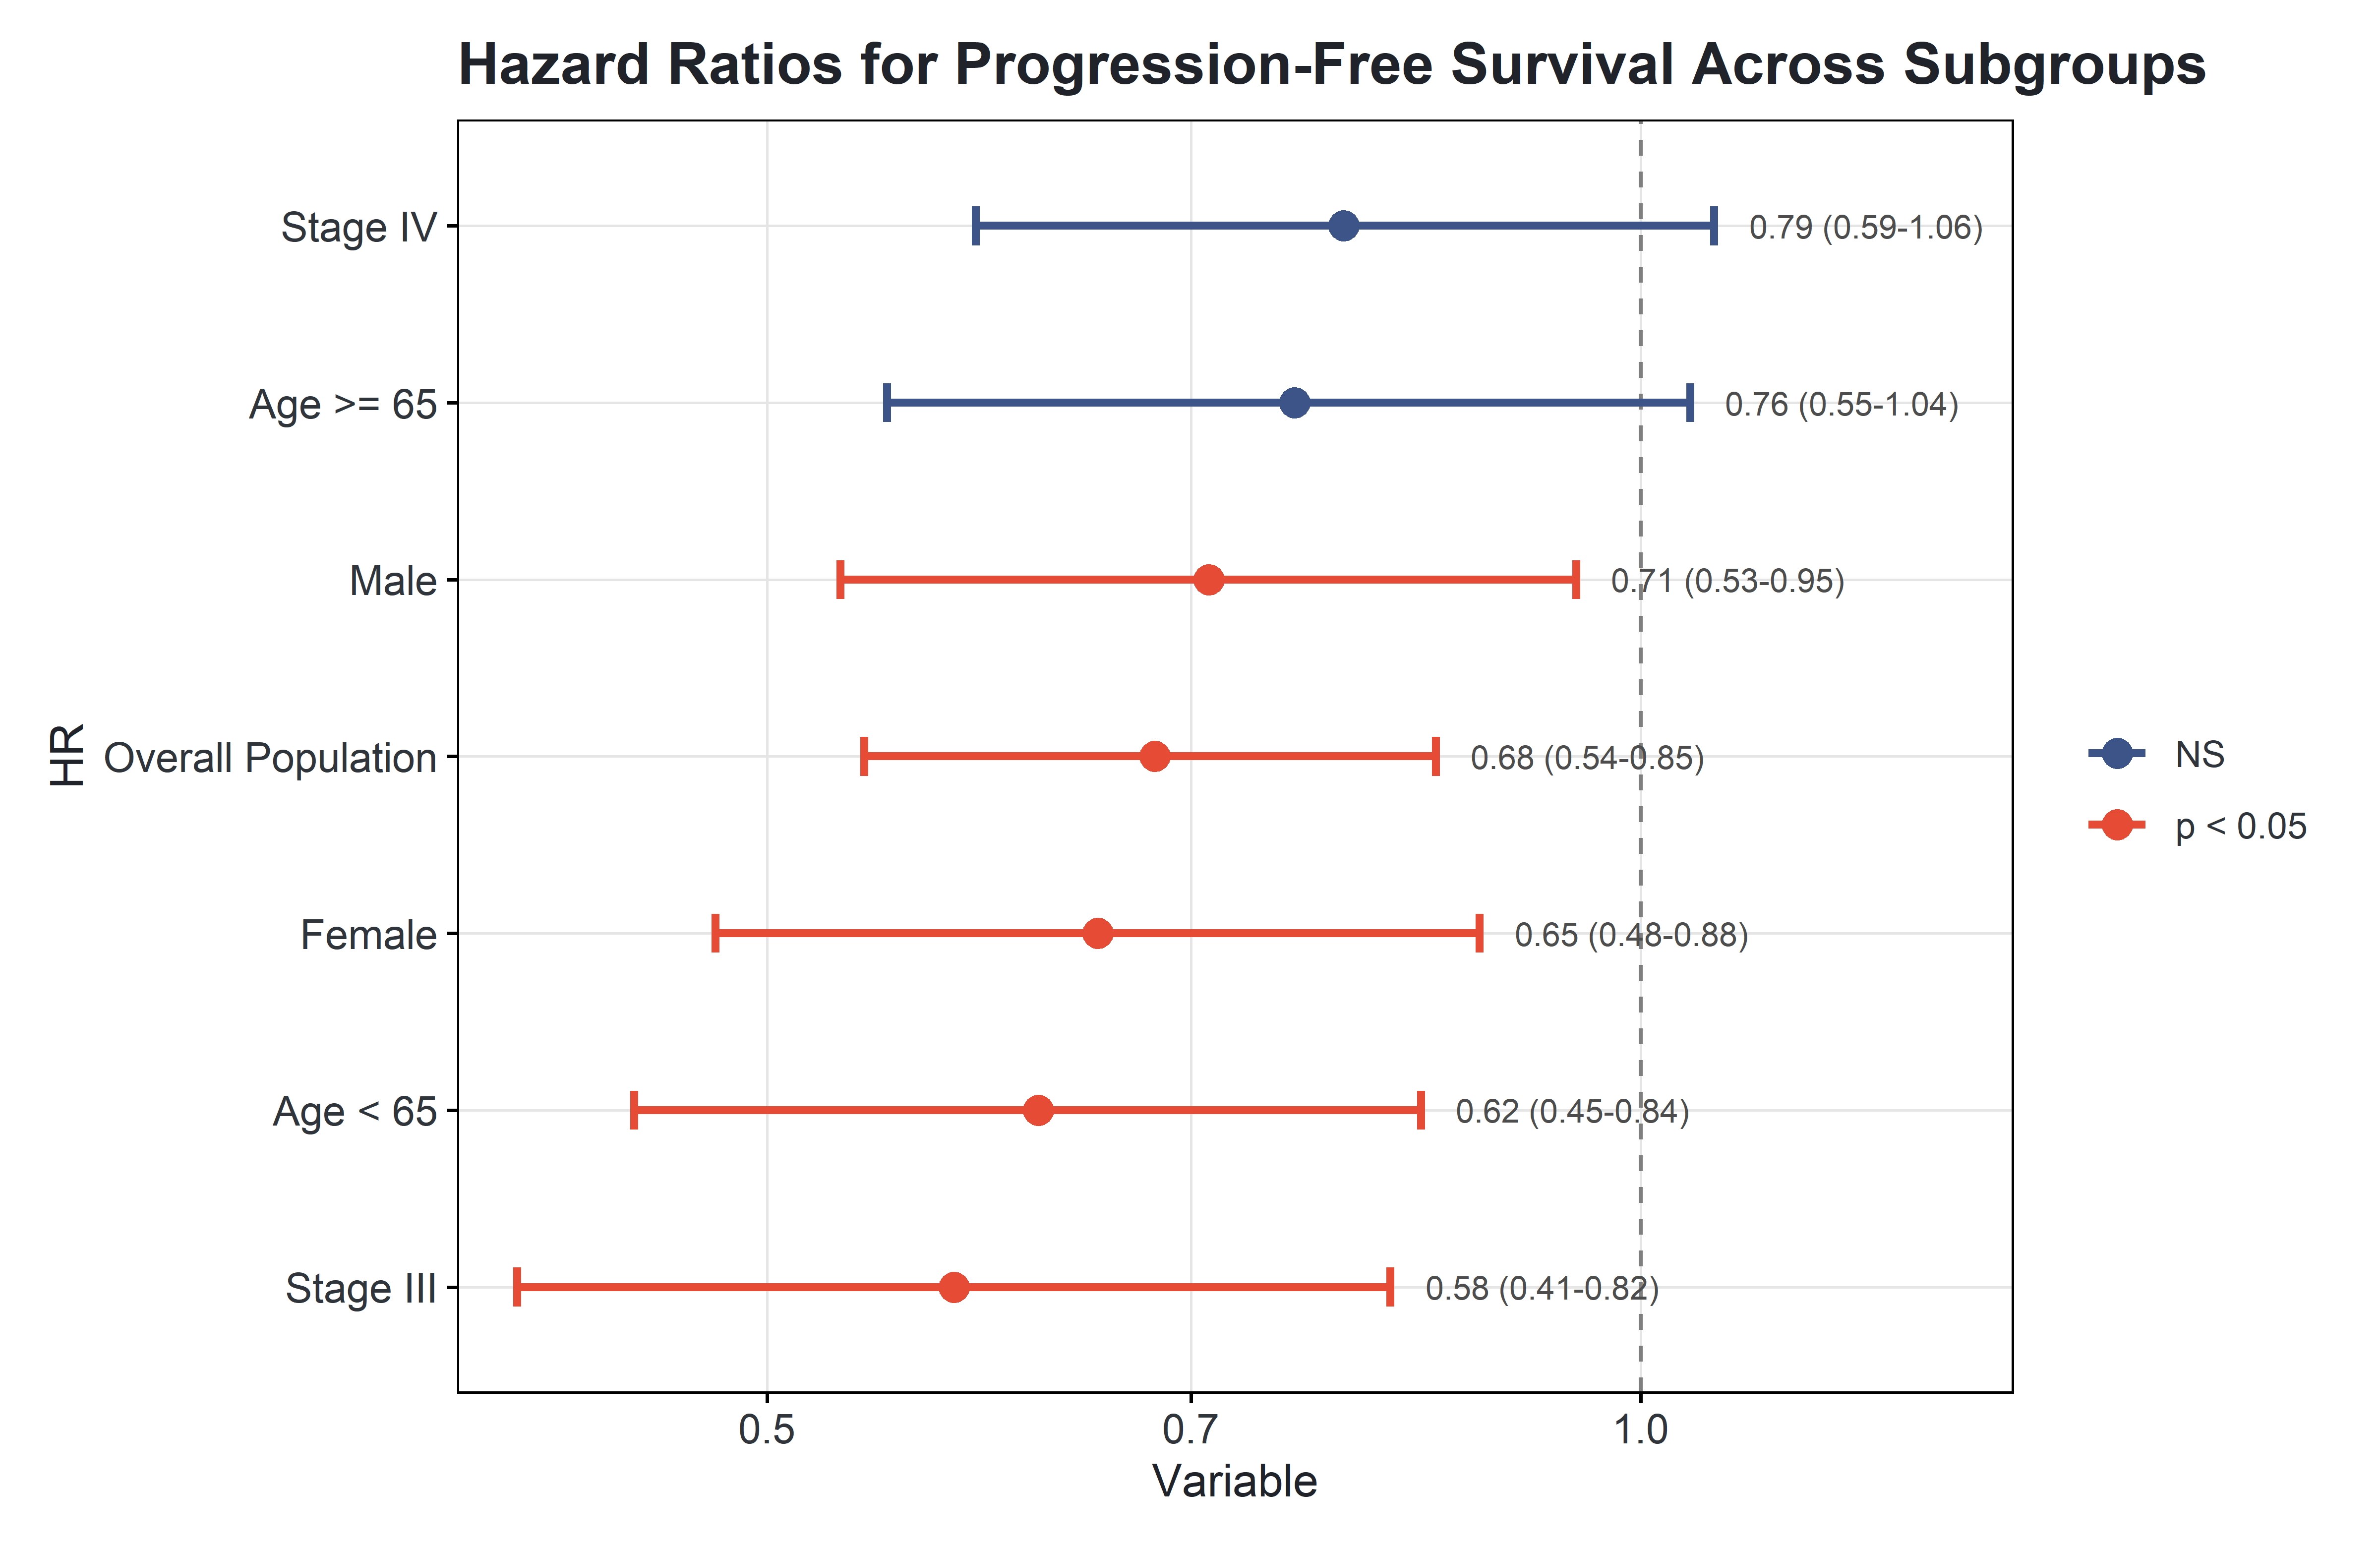 Hazard Ratios for Progression-Free Survival Across Subgroups
Stage IV
0.79 (0.59-1.06)
Age >= 65
0.76 (0.55-1.04)
Male
0.71 (0.53-0.95)
HR
Overall Population
0.68 (0.54-0.85)
Female
0.65 (0.48-0.88)
Age < 65
0.62 (0.45-0.84)
Stage III
0.58 (0.41-0.82)
0.5
0.7
1.0
Variable
NS
p < 0.05